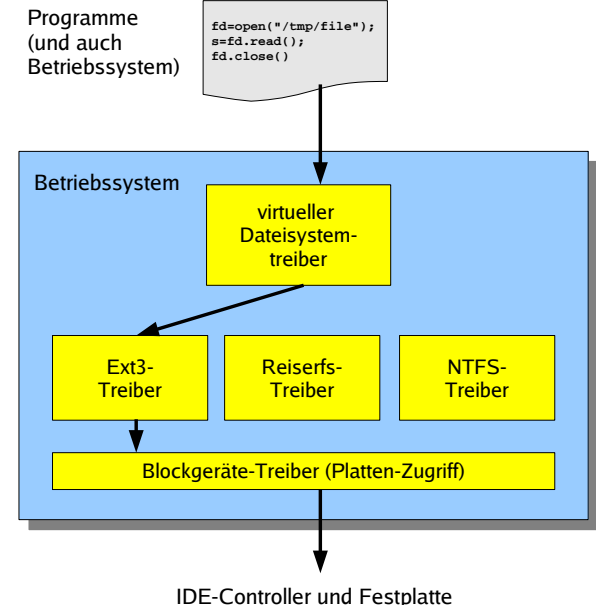 Programme
(und auch
Betriebssystem)
fd=open("/tmp/file");
s=fd.read();
fd.close()
Betriebssystem
virtueller
Dateisystem-
treiber
Ext3-
Treiber
Reiserfs-
Treiber
NTFS-
Treiber
Blockgeräte-Treiber (Platten-Zugriff)
IDE-Controller und Festplatte